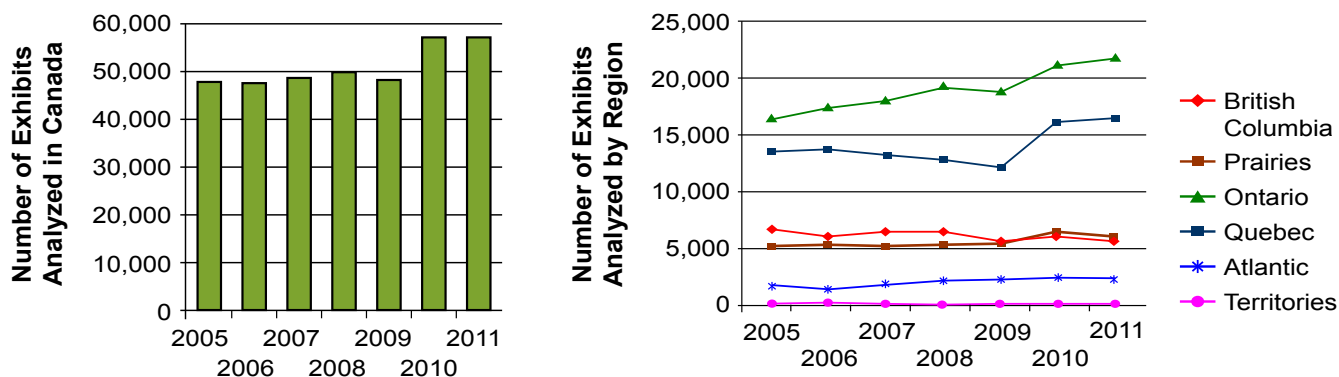 Number of Exhibits
Analyzed in Canada
60,000
50,000
40,000
30,000
20,000
10,000
0
2005 2007 2009 2011
2006 2008 2010
Number of Exhibits
Analyzed by Region
25,000
20,000
15,000
10,000
5,000
0
2005 2007 2009 2011
2006 2008 2010
British
Columbia
Prairies
Ontario
Quebec
Atlantic
Territories